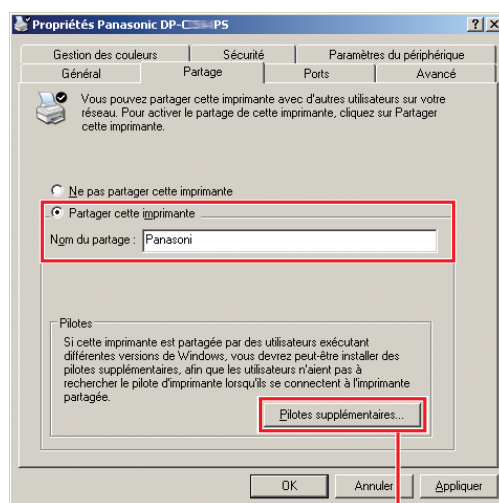 Propriétés Panasonic DP-C PS
Gestion des couleurs Sécurité Paramètres du périphérique
Général Partage Ports Avancé
Vous pouvez partager cette imprimante avec d'autres utilisateurs sur votre
réseau. Pour activer le partage de cette imprimante, cliquez sur Partager
cette imprimante.
Ne pas partager cette imprimante
Partager cette imprimante
Nom du partage : Panasoni
Pilotes
Si cette imprimante est partagée par des utilisateurs exécutant
différentes versions de Windows, vous devrez peut-être installer des
pilotes supplémentaires, afin que les utilisateurs n'aient pas à
rechercher le pilote d'imprimante lorsqu'ils se connectent à l'imprimante
partagée.
Pilotes supplémentaires...
OK Annuler Appliquer